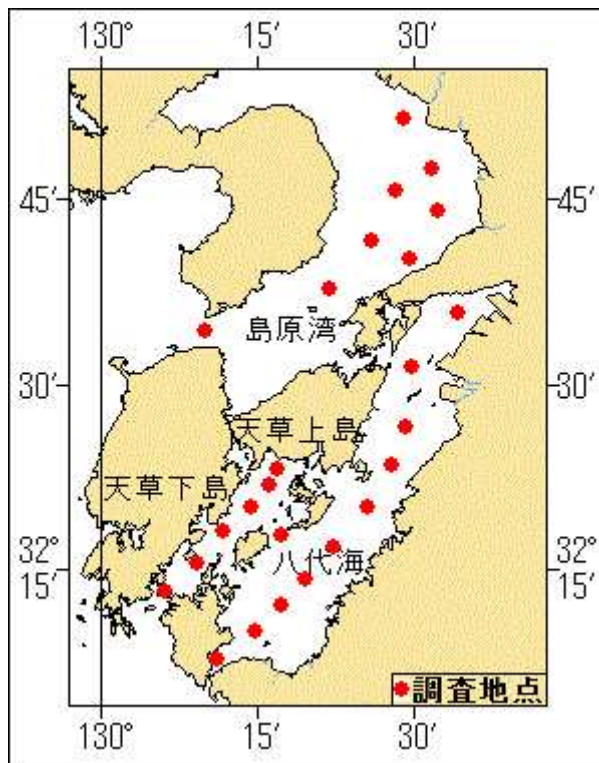 130° 15′ 30′
45′ 45′
島原湾
30′ 30′
天草上島
天草下島
32° 八代海 32°
15′ 15′
調査地点
130° 15′ 30′